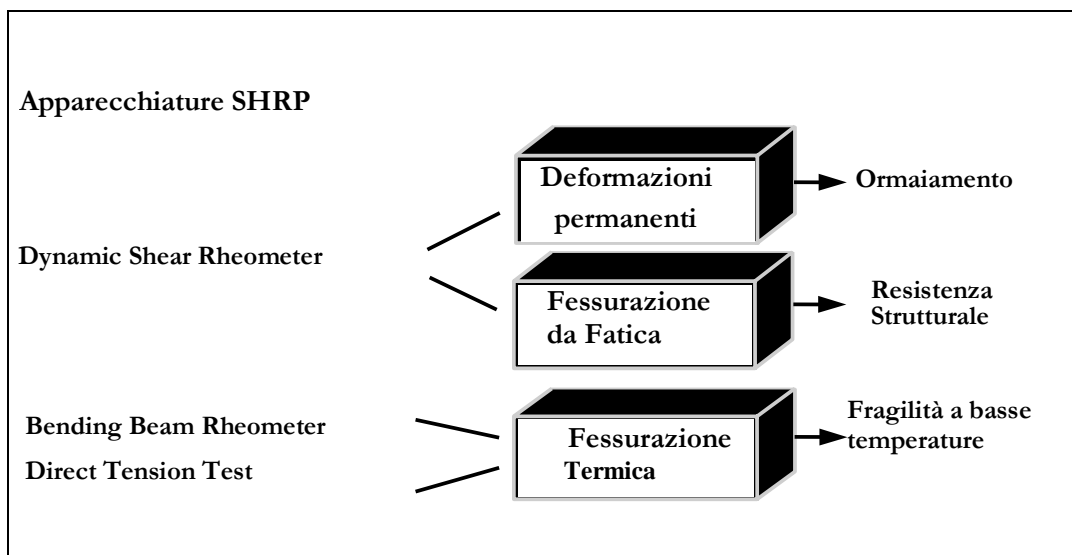 Apparecchiature SHRP
Deformazioni
permanenti
Ormaiamento
Dynamic Shear Rheometer
Fessurazione
da Fatica
Resistenza
Strutturale
Bending Beam Rheometer
Direct Tension Test
Fessurazione
Termica
Fragilità a basse
temperature